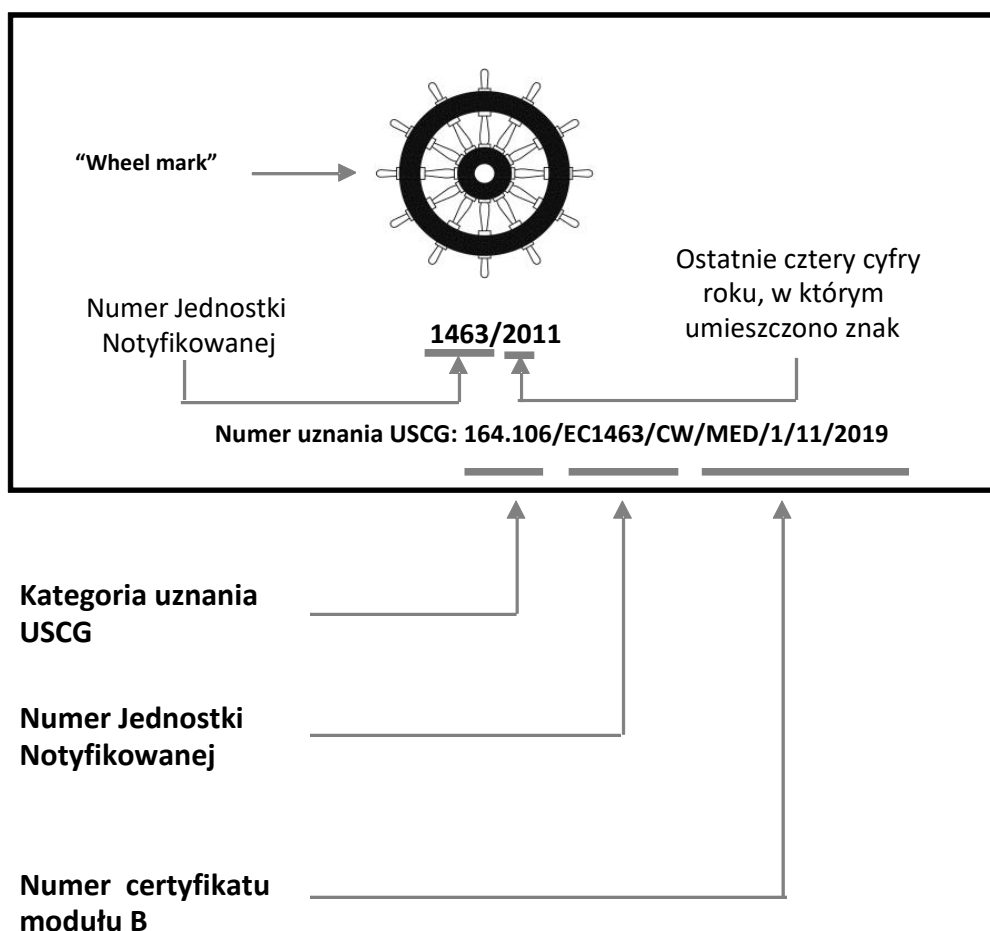 “Wheel mark”
Numer Jednostki
Notyfikowanej
Ostatnie cztery cyfry
roku, w którym
umieszczono znak
1463/2011
Numer uznania USCG: 164.106/EC1463/CW/MED/1/11/2019
Kategoria uznania
USCG
Numer Jednostki
Notyfikowanej
Numer certyfikatu
modułu B